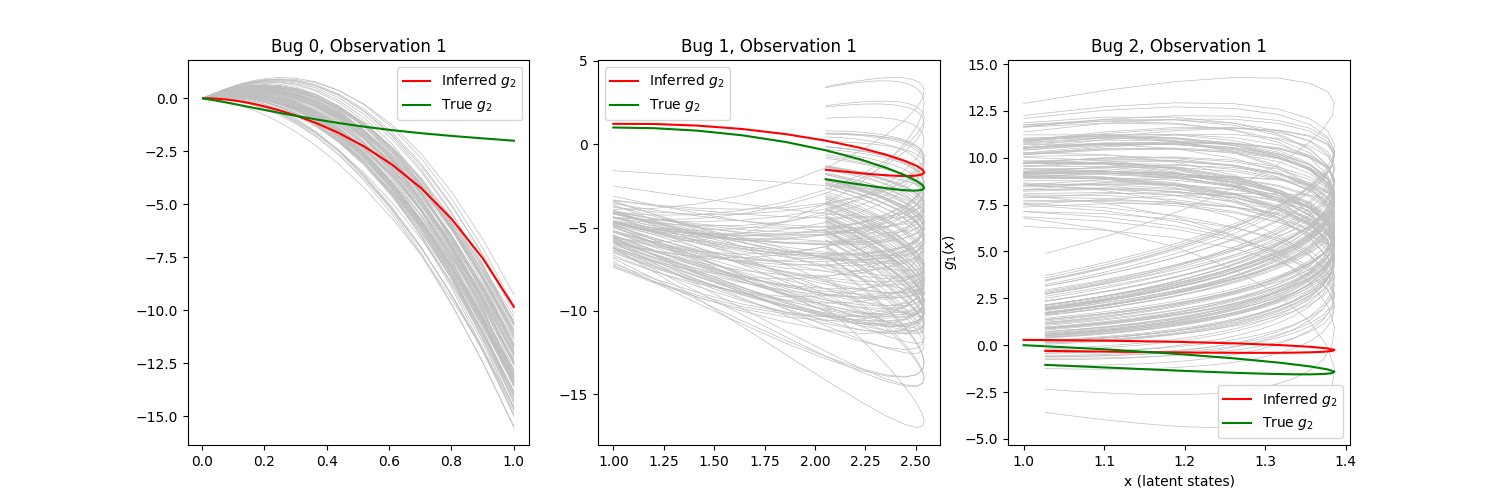 Bug 0, Observation 1
Inferred g₂
True g₂
0.0
−2.5
−5.0
−7.5
−10.0
−12.5
−15.0
0.0 0.2 0.4 0.6 0.8 1.0
Bug 1, Observation 1
Inferred g₂
True g₂
5
0
−5
−10
−15
1.00 1.25 1.50 1.75 2.00 2.25 2.50
Bug 2, Observation 1
g₁(x)
15.0
12.5
10.0
7.5
5.0
2.5
0.0
−2.5
−5.0
Inferred g₂
True g₂
1.0 1.1 1.2 1.3 1.4
x (latent states)